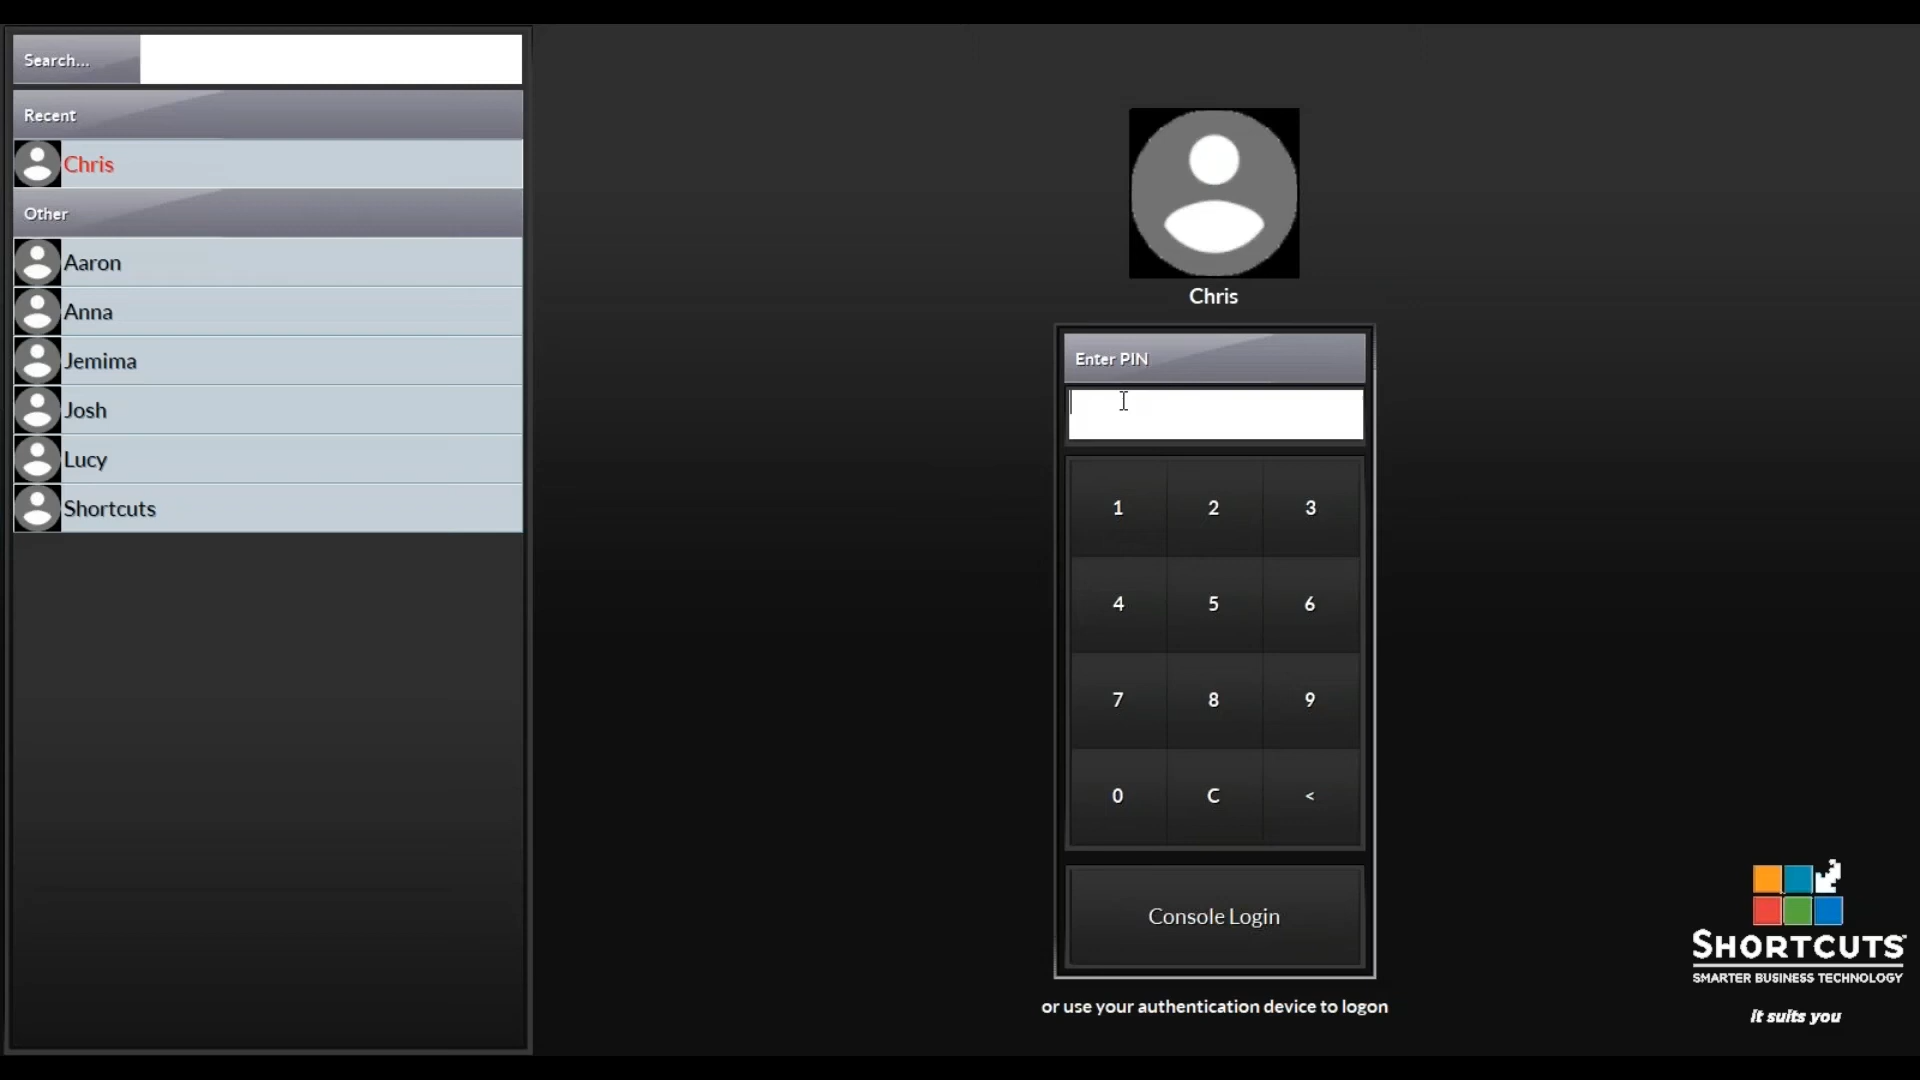 Search...
Recent
Chris
Other
Aaron
Anna
Jemima
Josh
Lucy
Shortcuts
Chris
Enter PIN
1 2 3
4 5 6
7 8 9
0 C <
Console Login
or use your authentication device to logon
SHORTCUTS
SMARTER BUSINESS TECHNOLOGY
it suits you